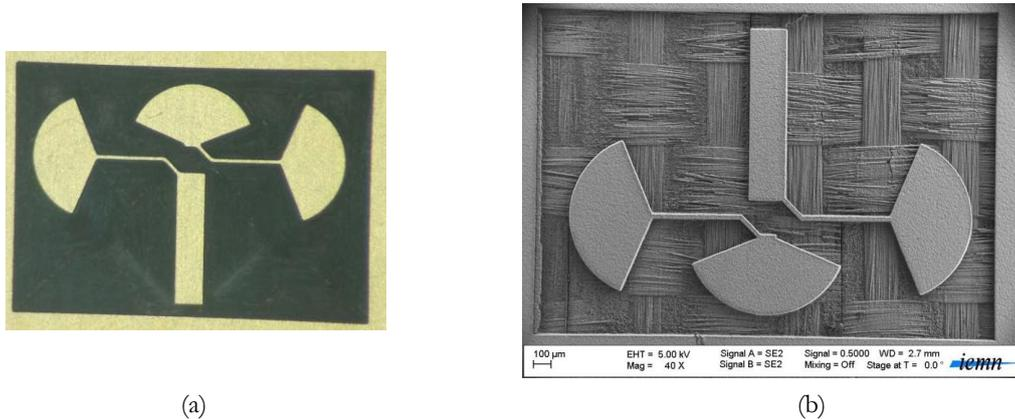 100 µm
EHT = 5.00 kV
Mag = 40 X
Signal A = SE2
Signal B = SE2
Signal = 0.5000
Mixing = Off
WD = 2.7 mm
Stage at T = 0.0 °
iemn
(a)
(b)